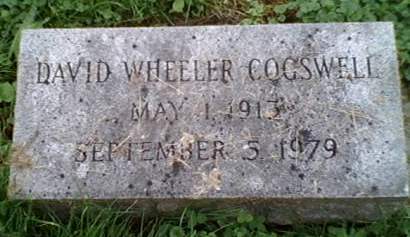 DAVID WHEELER COGSWELL
MAY 1, 1913
SEPTEMBER 5 1979